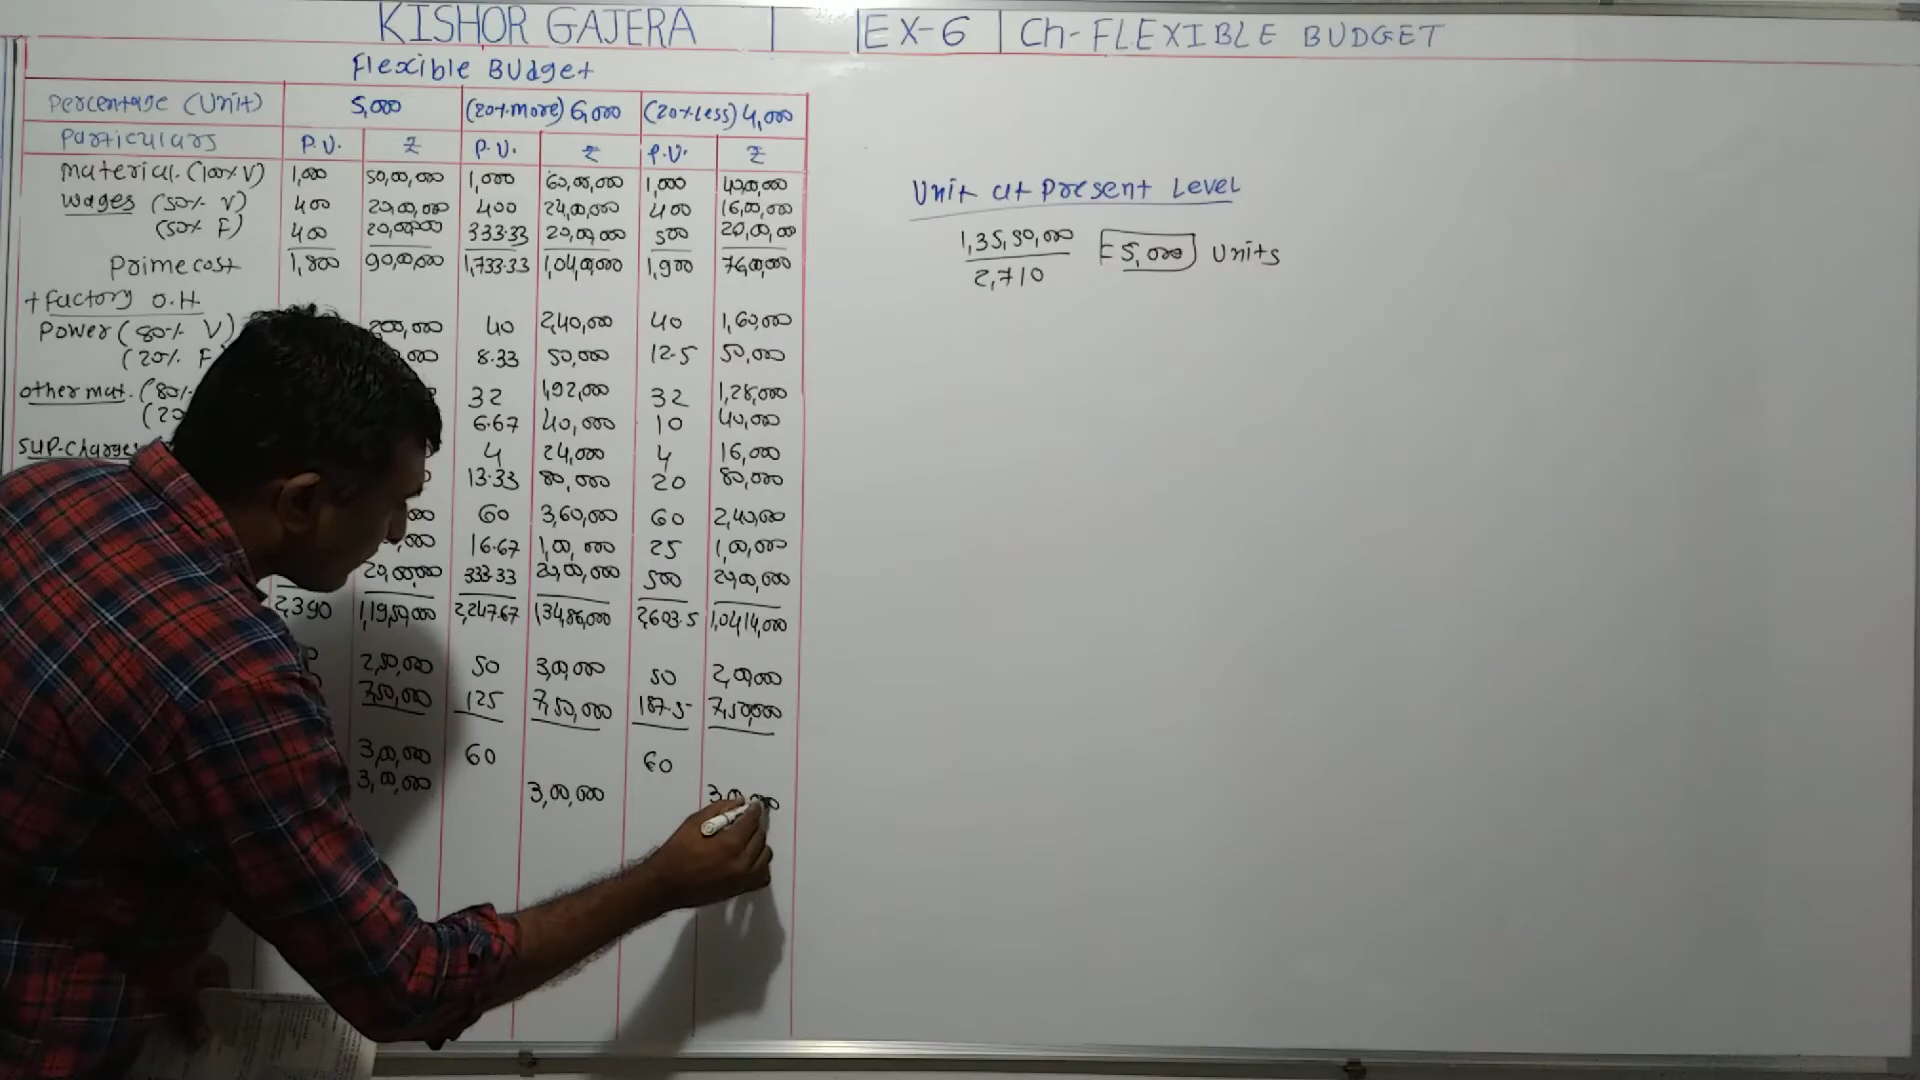 KISHOR GAJERA | EX-6 | Ch-FLEXIBLE BUDGET
Flexible Budget
Percentage (Unit) 5,000 (20% more) 6,000 (20% Less) 4,000
Particulars P.U. ₹ P.U. ₹ P.U. ₹
Material. (100% V) 1,000 50,00,000 1,000 60,00,000 1,000 40,00,000
Wages (50% V) 400 20,00,000 400 24,00,000 400 16,00,000
(50% F) 400 20,00,000 333.33 20,00,000 500 20,00,000
Prime cost 1,800 90,00,000 1,733.33 1,04,00,000 1,900 76,00,000
+ Factory O.H
Power (80% V) 200,000 40 2,40,000 40 1,60,000
(20% F 000 8.33 50,000 12.5 50,000
other mat. (80% 32 1,92,000 32 1,28,000
(20 6.67 40,000 10 40,000
SUP. Charges 4 24,000 4 16,000
13.33 80,000 20 80,000
000 60 3,60,000 60 2,40,000
000 16.67 1,00,000 25 1,00,000
20,00,000 333.33 20,00,000 500 20,00,000
2,390 1,19,50,000 2,247.67 1,34,86,000 2,603.5 1,04,14,000
2,50,000 50 3,00,000 50 2,00,000
7,50,000 125 7,50,000 187.5 7,50,000
3,00,000 60 60
3,00,000 3,00,000 3,00,000
Unit at Present Level
1,35,50,000
2,710
= 5,000 Units